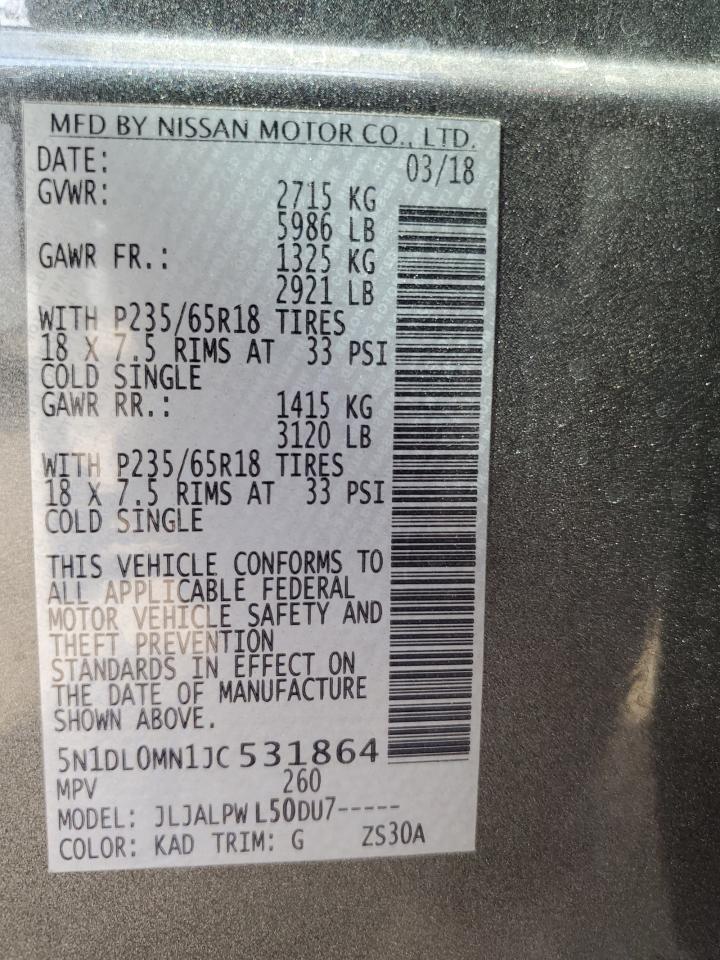 MFD BY NISSAN MOTOR CO., LTD.
DATE: 03/18
GVWR: 2715 KG
5986 LB
GAWR FR.: 1325 KG
2921 LB
WITH P235/65R18 TIRES
18 X 7.5 RIMS AT 33 PSI
COLD SINGLE
GAWR RR.: 1415 KG
3120 LB
WITH P235/65R18 TIRES
18 X 7.5 RIMS AT 33 PSI
COLD SINGLE
THIS VEHICLE CONFORMS TO
ALL APPLICABLE FEDERAL
MOTOR VEHICLE SAFETY AND
THEFT PREVENTION
STANDARDS IN EFFECT ON
THE DATE OF MANUFACTURE
SHOWN ABOVE.
5N1DL0MN1JC531864
MPV 260
MODEL: JLJALPWL50DU7-----
COLOR: KAD TRIM: G ZS30A